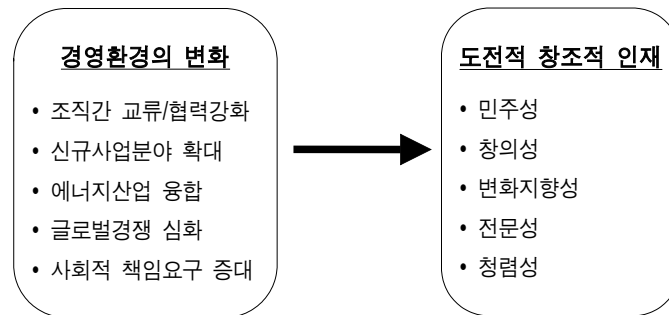 경영환경의 변화
• 조직간 교류/협력강화
• 신규사업분야 확대
• 에너지산업 융합
• 글로벌경쟁 심화
• 사회적 책임요구 증대
도전적 창조적 인재
• 민주성
• 창의성
• 변화지향성
• 전문성
• 청렴성